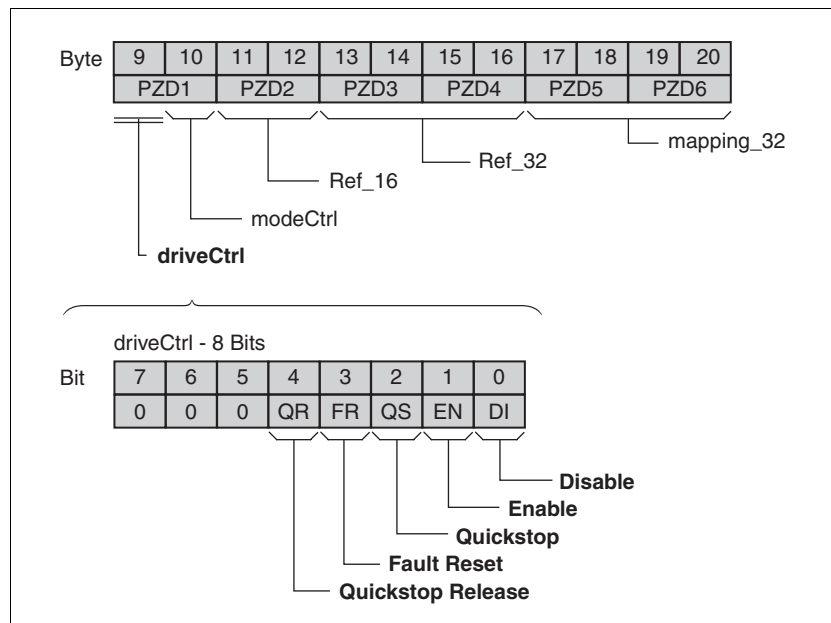 Byte 9 10 11 12 13 14 15 16 17 18 19 20
PZD1 PZD2 PZD3 PZD4 PZD5 PZD6
mapping_32
Ref_32
Ref_16
modeCtrl
driveCtrl
driveCtrl - 8 Bits
Bit 7 6 5 4 3 2 1 0
0 0 0 QR FR QS EN DI
Disable
Enable
Quickstop
Fault Reset
Quickstop Release